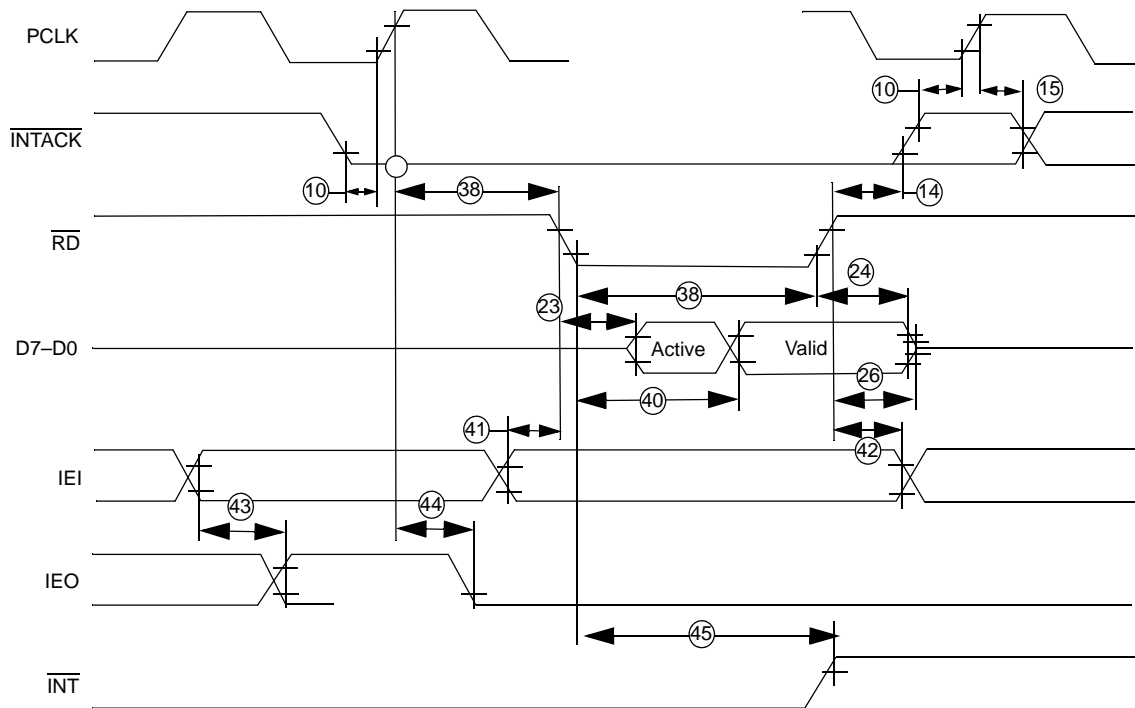 PCLK
10
15
INTACK
10
38
14
RD
24
38
23
D7–D0
Active
Valid
26
40
41
42
IEI
43
44
IEO
45
INT